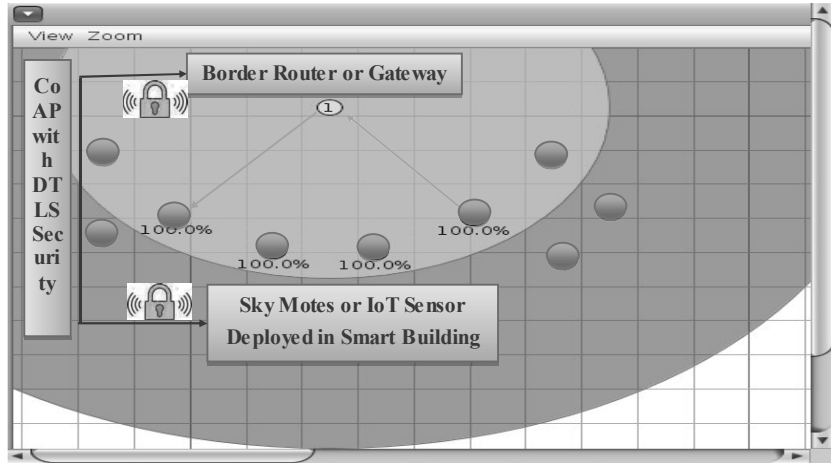 View Zoom
Co
AP
wit
h
DT
LS
Sec
uri
ty
Border Router or Gateway
1
100.0%
100.0%
100.0%
100.0%
Sky Motes or IoT Sensor
Deployed in Smart Building